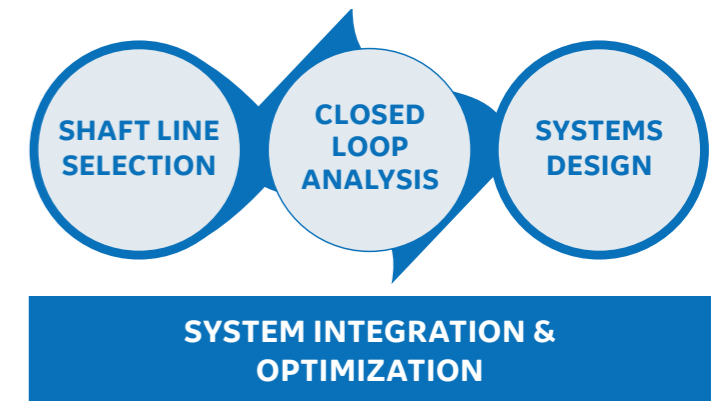 SHAFT LINE
SELECTION
CLOSED
LOOP
ANALYSIS
SYSTEMS
DESIGN
SYSTEM INTEGRATION &
OPTIMIZATION